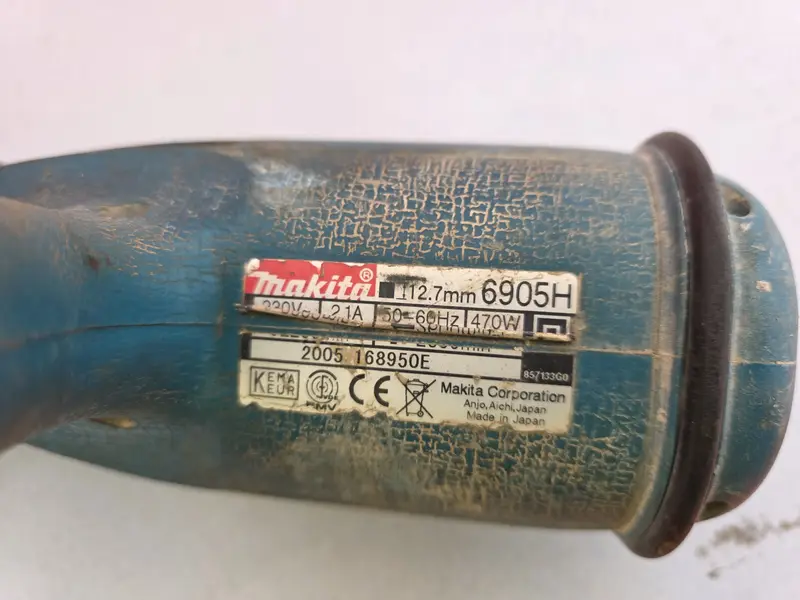 makita® 12.7mm 6905H
230V 2.1A 50-60Hz 470W
2005 168950E
857133G0
KEMA
KEUR
CE
Makita Corporation
Anjo, Aichi, Japan
Made in Japan